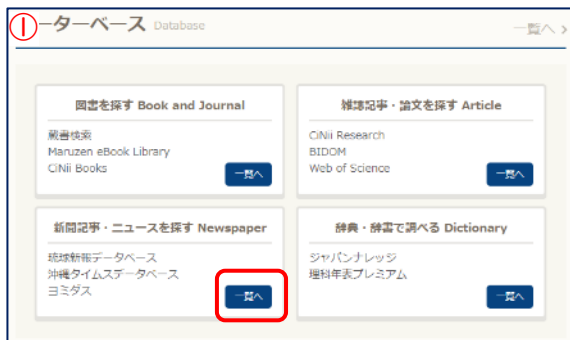 ①
ーターベース Database
一覧へ >
図書を探す Book and Journal
蔵書検索
Maruzen eBook Library
CiNii Books
一覧へ
雑誌記事・論文を探す Article
CiNii Research
BIDOM
Web of Science
一覧へ
新聞記事・ニュースを探す Newspaper
琉球新報データベース
沖縄タイムスデータベース
ヨミダス
一覧へ
辞典・辞書で調べる Dictionary
ジャパンナレッジ
理科年表プレミアム
一覧へ